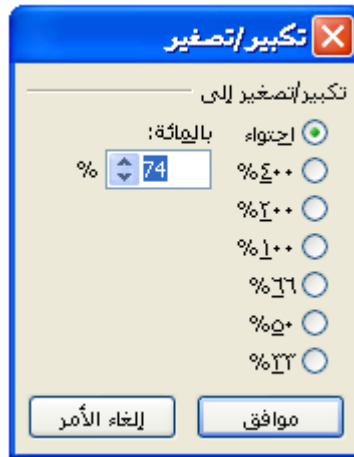 تكبير/تصغير
تكبير/تصغير إلى
احتواء
بالمائة:
74 %
٤٠٠%
٢٠٠%
١٠٠%
٦٦%
٥٠%
٣٣%
موافق
إلغاء الأمر